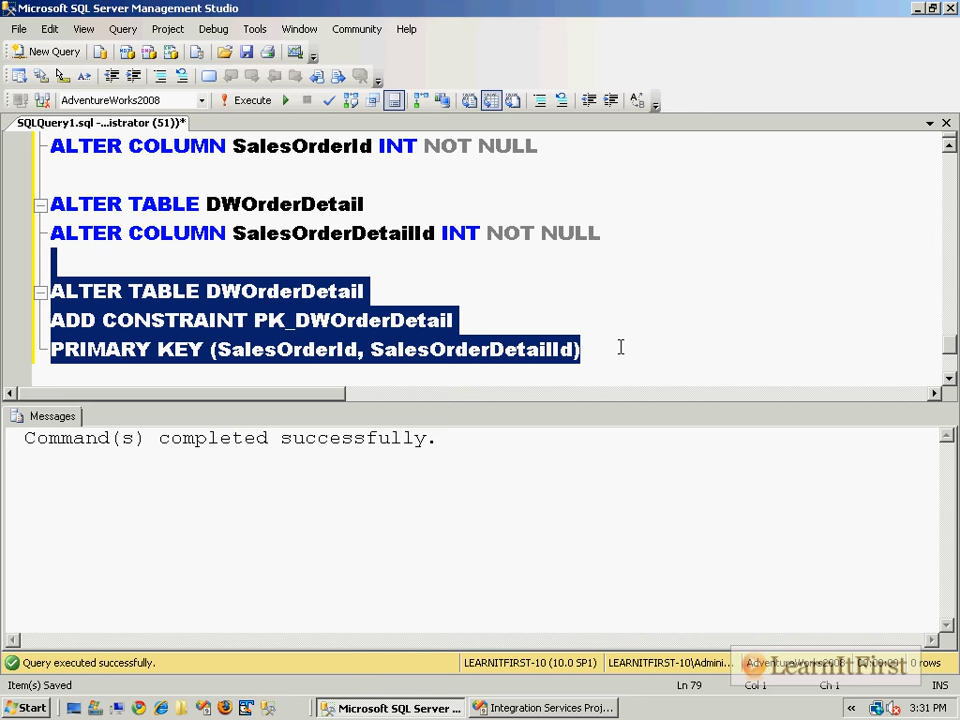 Microsoft SQL Server Management Studio
File Edit View Query Project Debug Tools Window Community Help
New Query
AdventureWorks2008 Execute
SQLQuery1.sql -...istrator (51))*
ALTER COLUMN SalesOrderId INT NOT NULL
ALTER TABLE DWOrderDetail
ALTER COLUMN SalesOrderDetailId INT NOT NULL
ALTER TABLE DWOrderDetail
ADD CONSTRAINT PK_DWOrderDetail
PRIMARY KEY (SalesOrderId, SalesOrderDetailId)
Messages
Command(s) completed successfully.
Query executed successfully. LEARNITFIRST-10 (10.0 SP1) LEARNITFIRST-10\Admini... AdventureWorks2008 00:00:00 0 rows
LearnItFirst
Item(s) Saved Ln 79 Col 1 Ch 1 INS
Start Microsoft SQL Server ... Integration Services Proj... « 3:31 PM